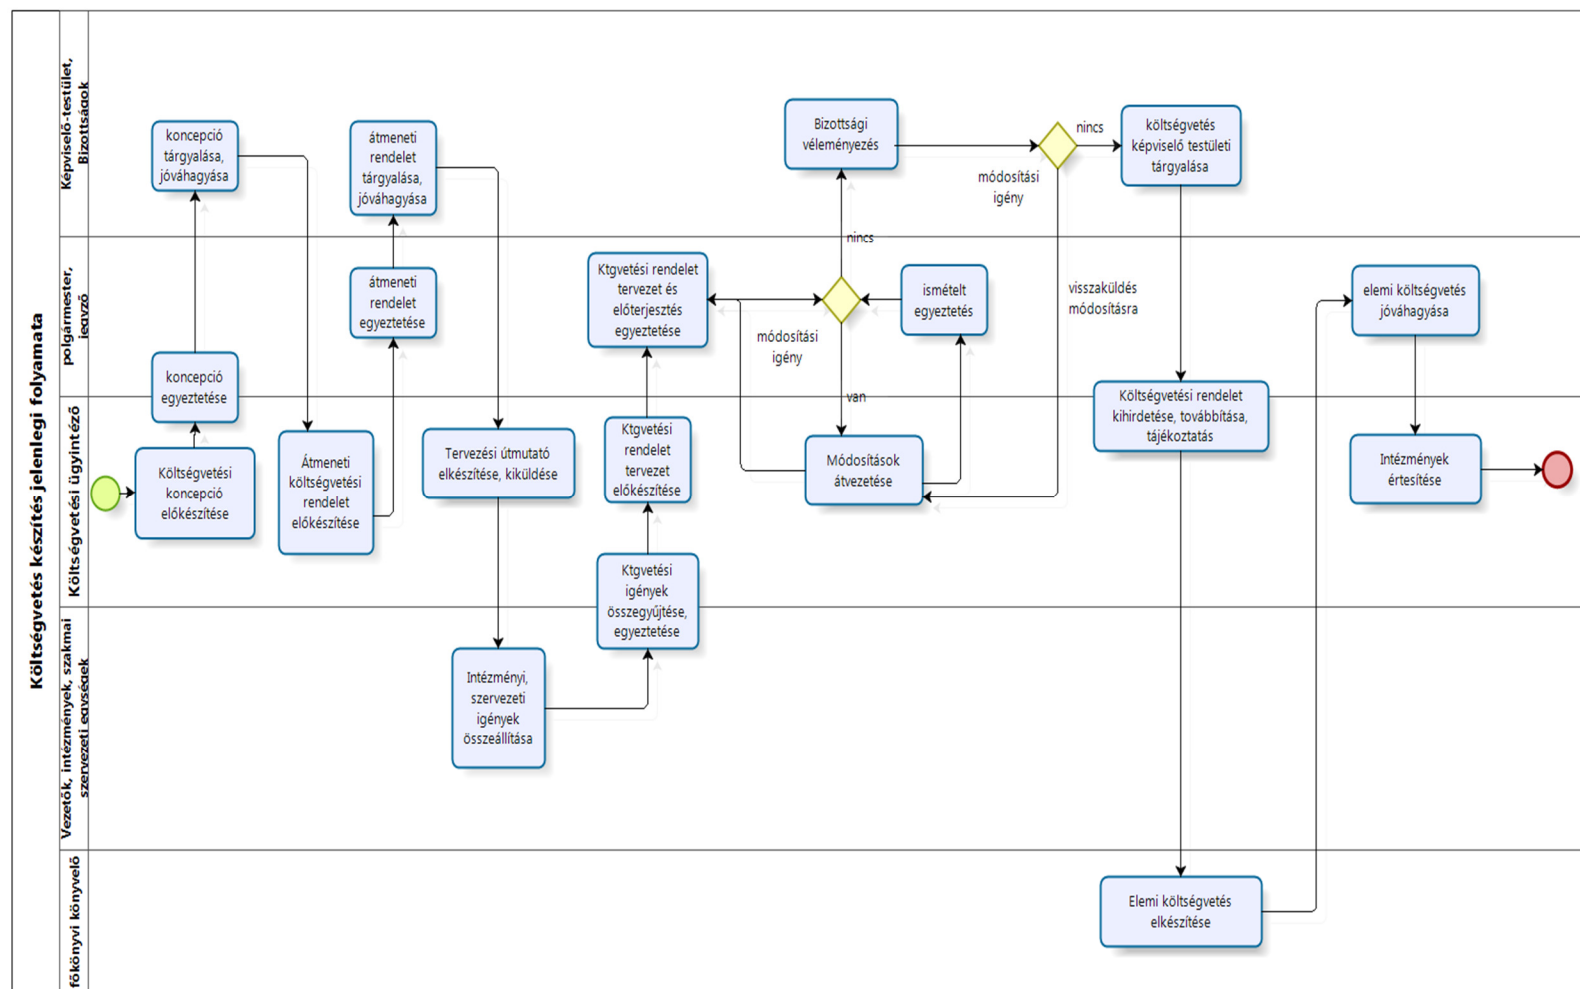 Költségvetés készítés jelenlegi folyamata
Képviselő-testület,
Bizottságok
koncepció
tárgyalása,
jóváhagyása
átmeneti
rendelet
tárgyalása,
jóváhagyása
Bizottsági
véleményezés
módosítási
igény
nincs
költségvetés
képviselő testületi
tárgyalása
polgármester,
jegyző
koncepció
egyeztetése
átmeneti
rendelet
egyeztetése
Ktgvetési rendelet
tervezet és
előterjesztés
egyeztetése
nincs
módosítási
igény
van
ismételt
egyeztetés
visszaküldés
módosításra
elemi költségvetés
jóváhagyása
Költségvetési ügyintéző
Költségvetési
koncepció
előkészítése
Átmeneti
költségvetési
rendelet
előkészítése
Tervezési útmutató
elkészítése, kiküldése
Ktgvetési
rendelet
tervezet
előkészítése
Módosítások
átvezetése
Költségvetési rendelet
kihirdetése, továbbítása,
tájékoztatás
Intézmények
értesítése
Ktgvetési
igények
összegyűjtése,
egyeztetése
Vezetők, intézmények, szakmai
szervezeti egységek
Intézményi,
szervezeti
igények
összeállítása
főkönyvi könyvelő
Elemi költségvetés
elkészítése